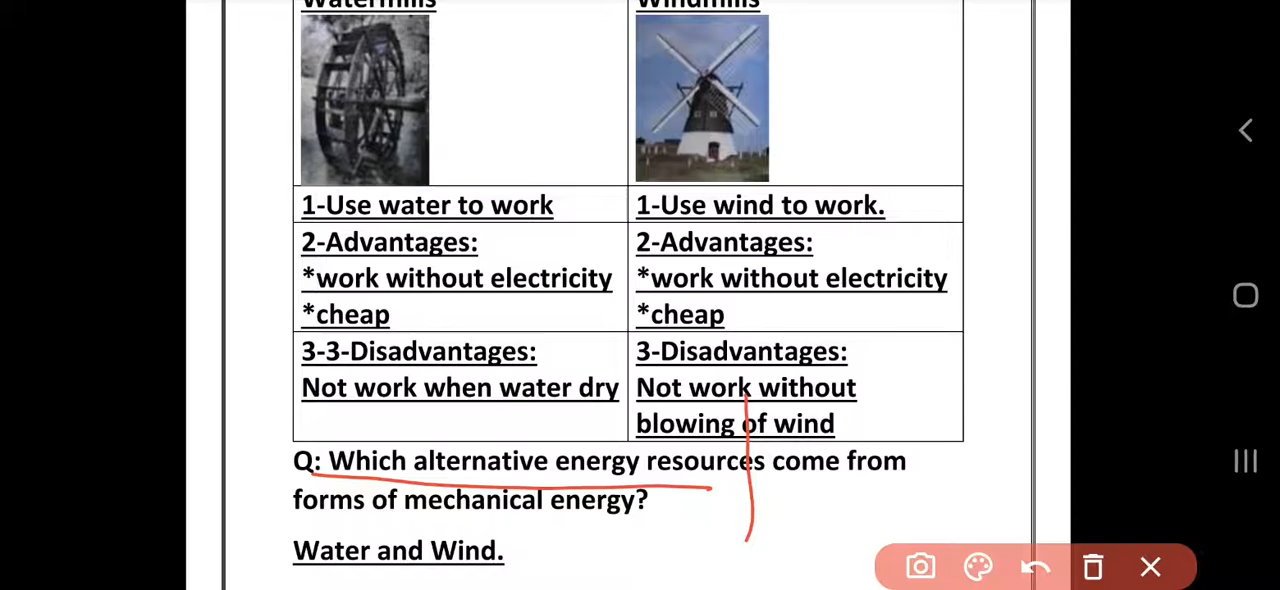 Watermills
Windmills
1-Use water to work
1-Use wind to work.
2-Advantages:
*work without electricity
*cheap
2-Advantages:
*work without electricity
*cheap
3-3-Disadvantages:
Not work when water dry
3-Disadvantages:
Not work without
blowing of wind
Q: Which alternative energy resources come from
forms of mechanical energy?
Water and Wind.